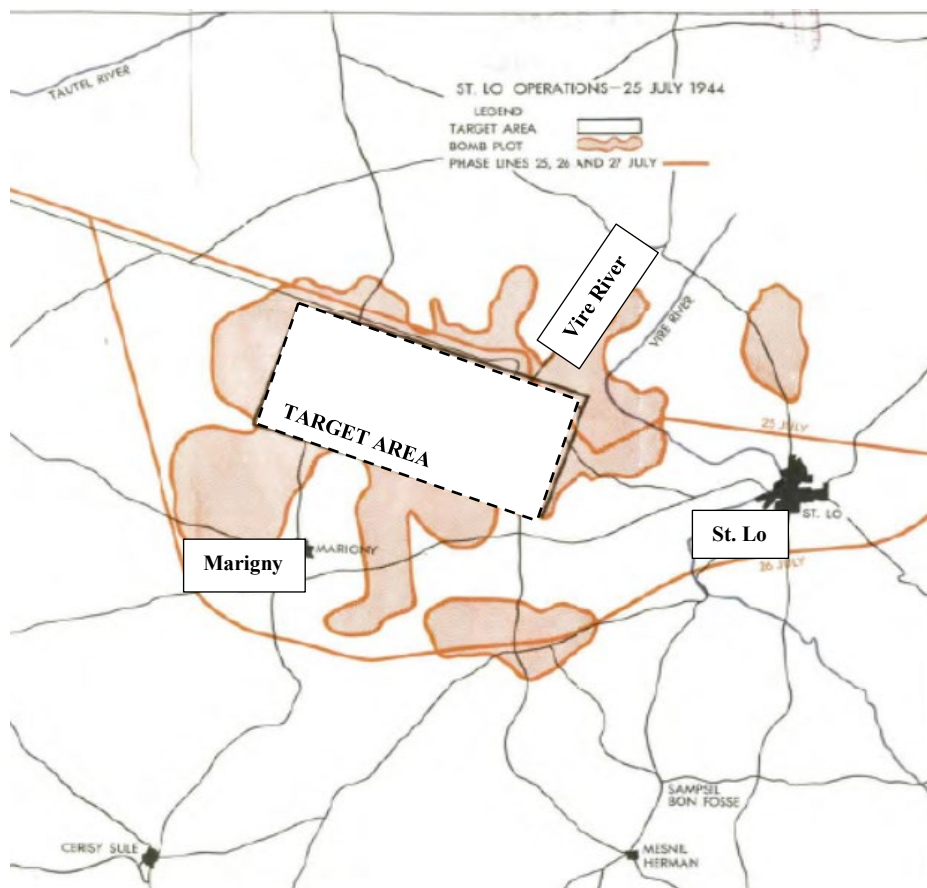 TAUTEL RIVER
ST. LO OPERATIONS—25 JULY 1944
LEGEND
TARGET AREA
BOMB PLOT
PHASE LINES 25, 26 AND 27 JULY
Vire River
VIRE RIVER
TARGET AREA
25 JULY
ST. LO
St. Lo
Marigny
MARIGNY
26 JULY
SAMPSIL
BON FOSSE
CERISY SULE
MESNIL
HERMAN